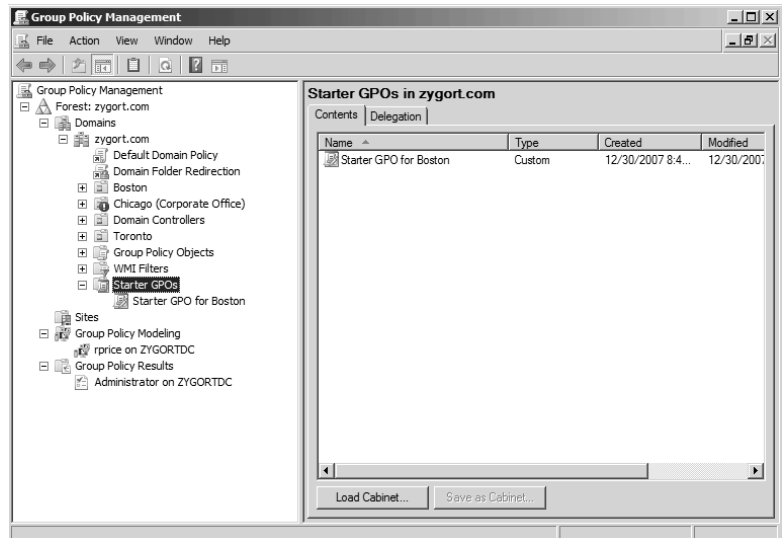 Group Policy Management
File Action View Window Help
Group Policy Management
Forest: zygort.com
Domains
zygort.com
Default Domain Policy
Domain Folder Redirection
Boston
Chicago (Corporate Office)
Domain Controllers
Toronto
Group Policy Objects
WMI Filters
Starter GPOs
Starter GPO for Boston
Sites
Group Policy Modeling
rprice on ZYGORTDC
Group Policy Results
Administrator on ZYGORTDC
Starter GPOs in zygort.com
Contents Delegation
Name Type Created Modified
Starter GPO for Boston Custom 12/30/2007 8:4... 12/30/2007
Load Cabinet... Save as Cabinet...